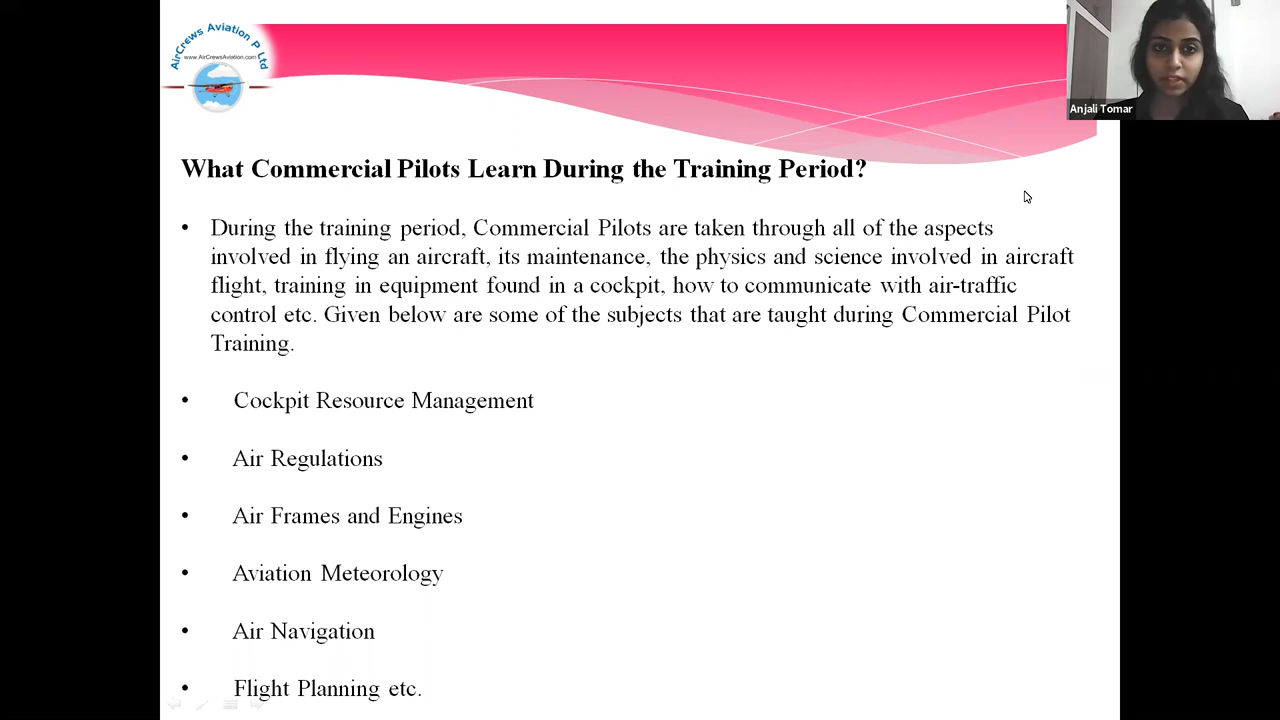 AirCrews Aviation P Ltd
www.AirCrewsAviation.com
Anjali Tomar
What Commercial Pilots Learn During the Training Period?
• During the training period, Commercial Pilots are taken through all of the aspects
involved in flying an aircraft, its maintenance, the physics and science involved in aircraft
flight, training in equipment found in a cockpit, how to communicate with air-traffic
control etc. Given below are some of the subjects that are taught during Commercial Pilot
Training.
• Cockpit Resource Management
• Air Regulations
• Air Frames and Engines
• Aviation Meteorology
• Air Navigation
• Flight Planning etc.